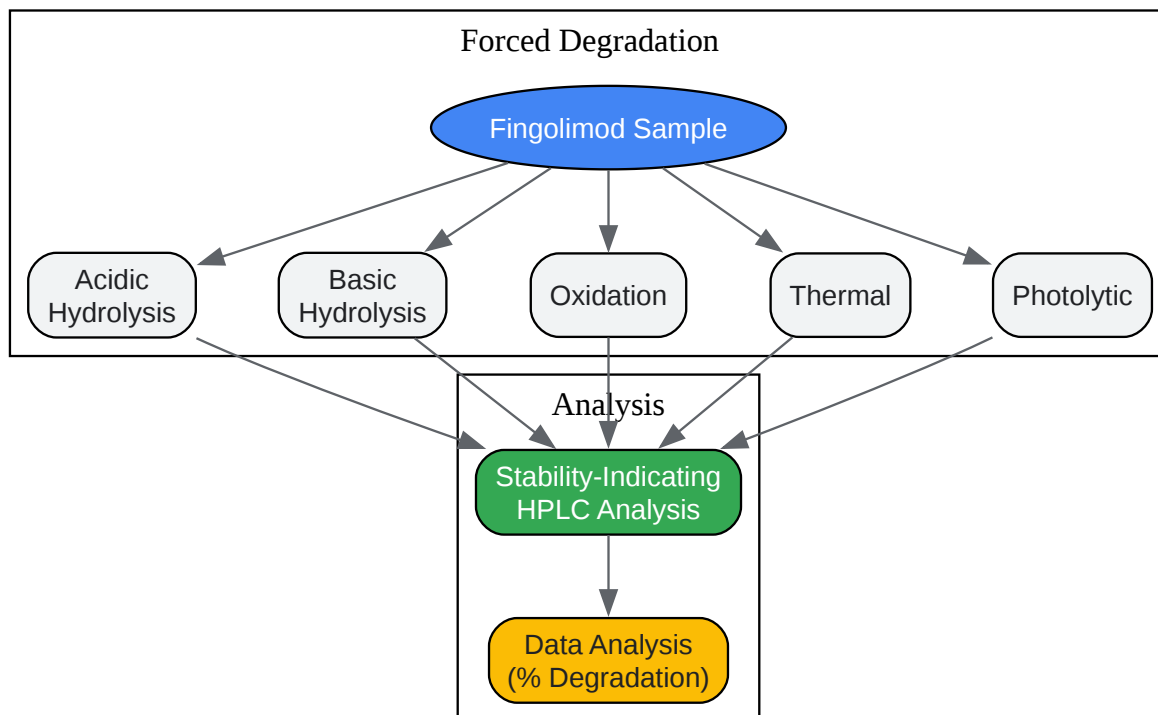 Forced Degradation
Fingolimod Sample
Acidic
Hydrolysis
Basic
Hydrolysis
Oxidation
Thermal
Photolytic
Analysis
Stability-Indicating
HPLC Analysis
Data Analysis
(% Degradation)